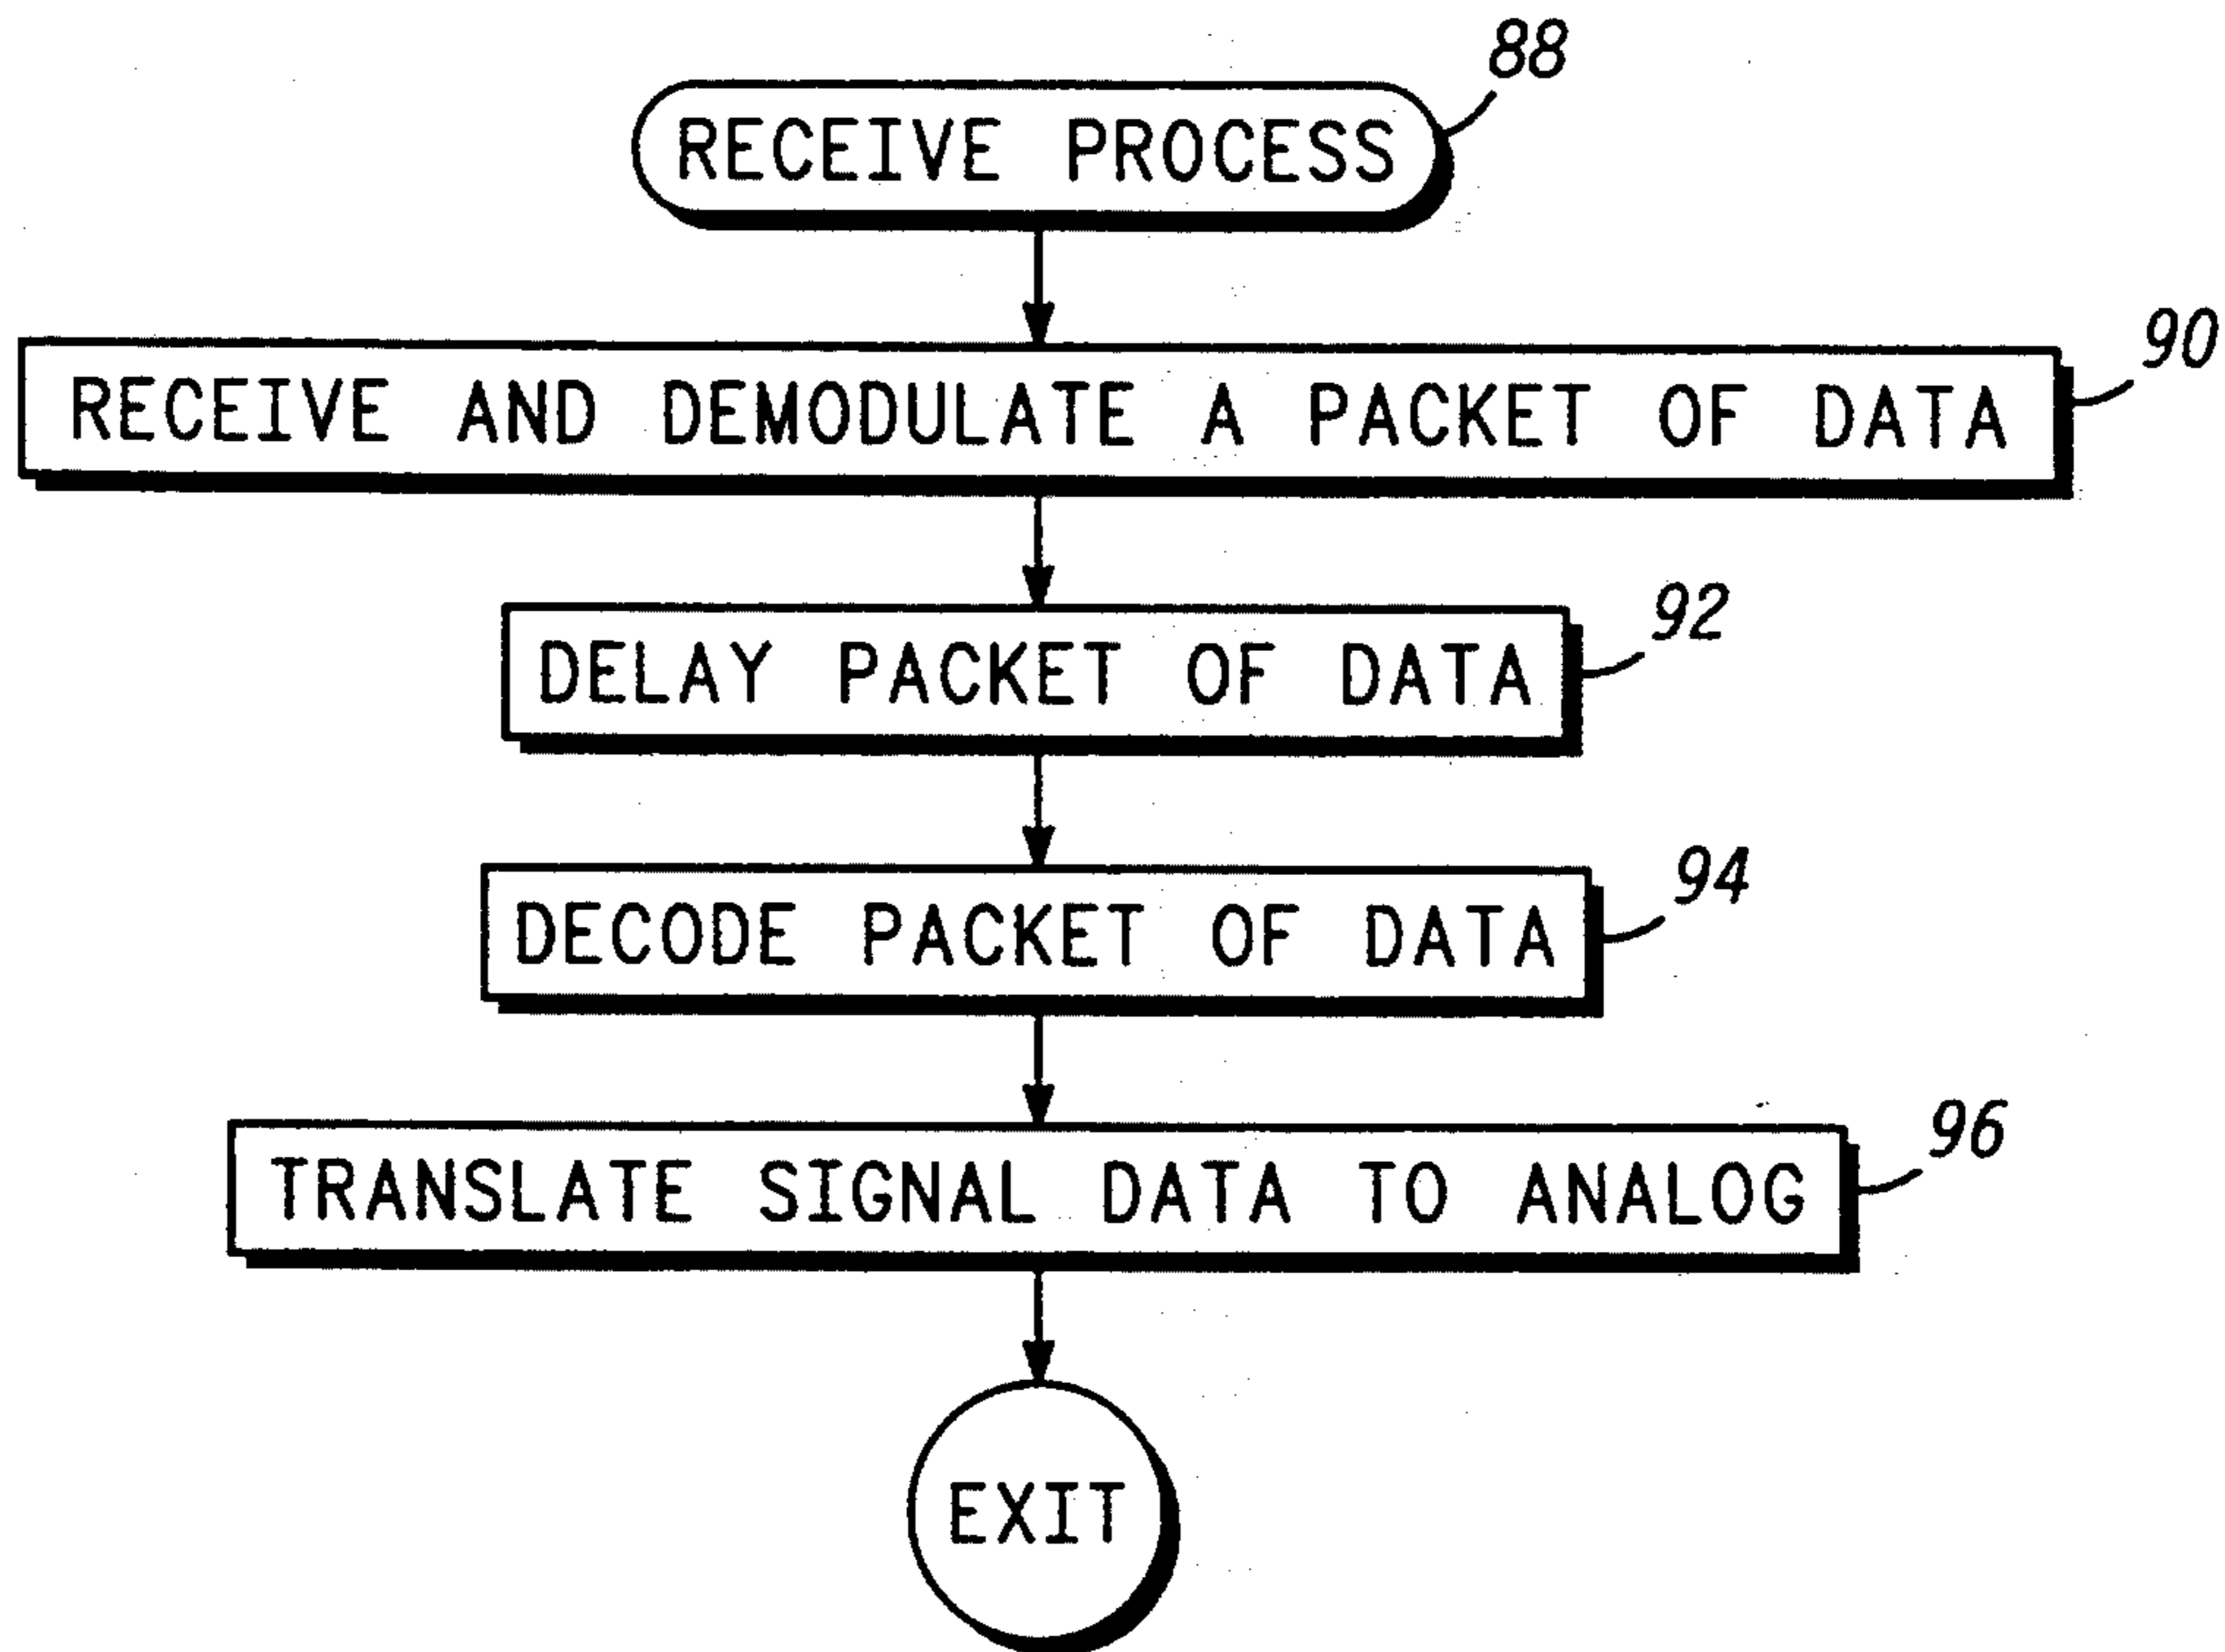 88
RECEIVE PROCESS
90
RECEIVE AND DEMODULATE A PACKET OF DATA
92
DELAY PACKET OF DATA
94
DECODE PACKET OF DATA
96
TRANSLATE SIGNAL DATA TO ANALOG
EXIT